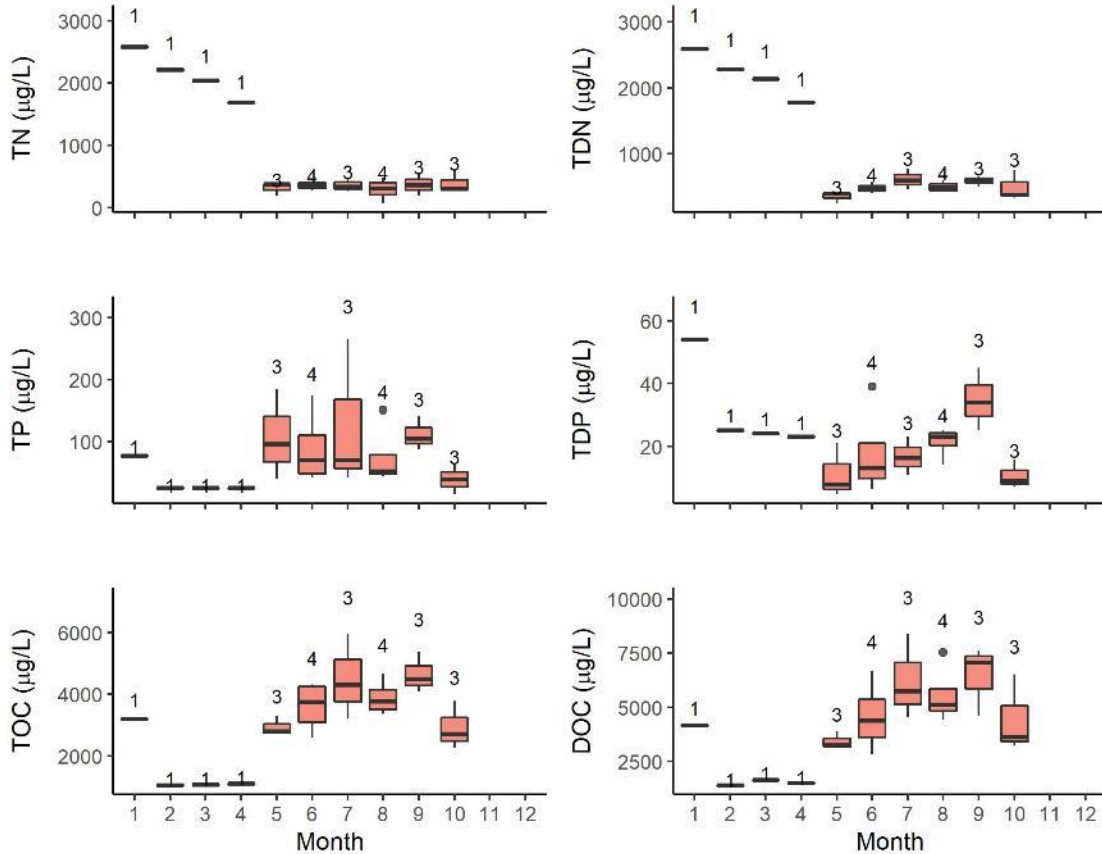 TN (µg/L)
3000
2000
1000
0
1 1 1 1 3 4 3 4 3 3
TDN (µg/L)
3000
2000
1000
1 1 1 1 3 4 3 4 3 3
TP (µg/L)
300
200
100
1 1 1 1 3 4 3 4 3 3
TDP (µg/L)
60
40
20
1 1 1 1 3 4 3 4 3 3
TOC (µg/L)
6000
4000
2000
1 1 1 1 3 4 3 4 3 3
1 2 3 4 5 6 7 8 9 10 11 12
Month
DOC (µg/L)
10000
7500
5000
2500
1 1 1 1 3 4 3 4 3 3
1 2 3 4 5 6 7 8 9 10 11 12
Month